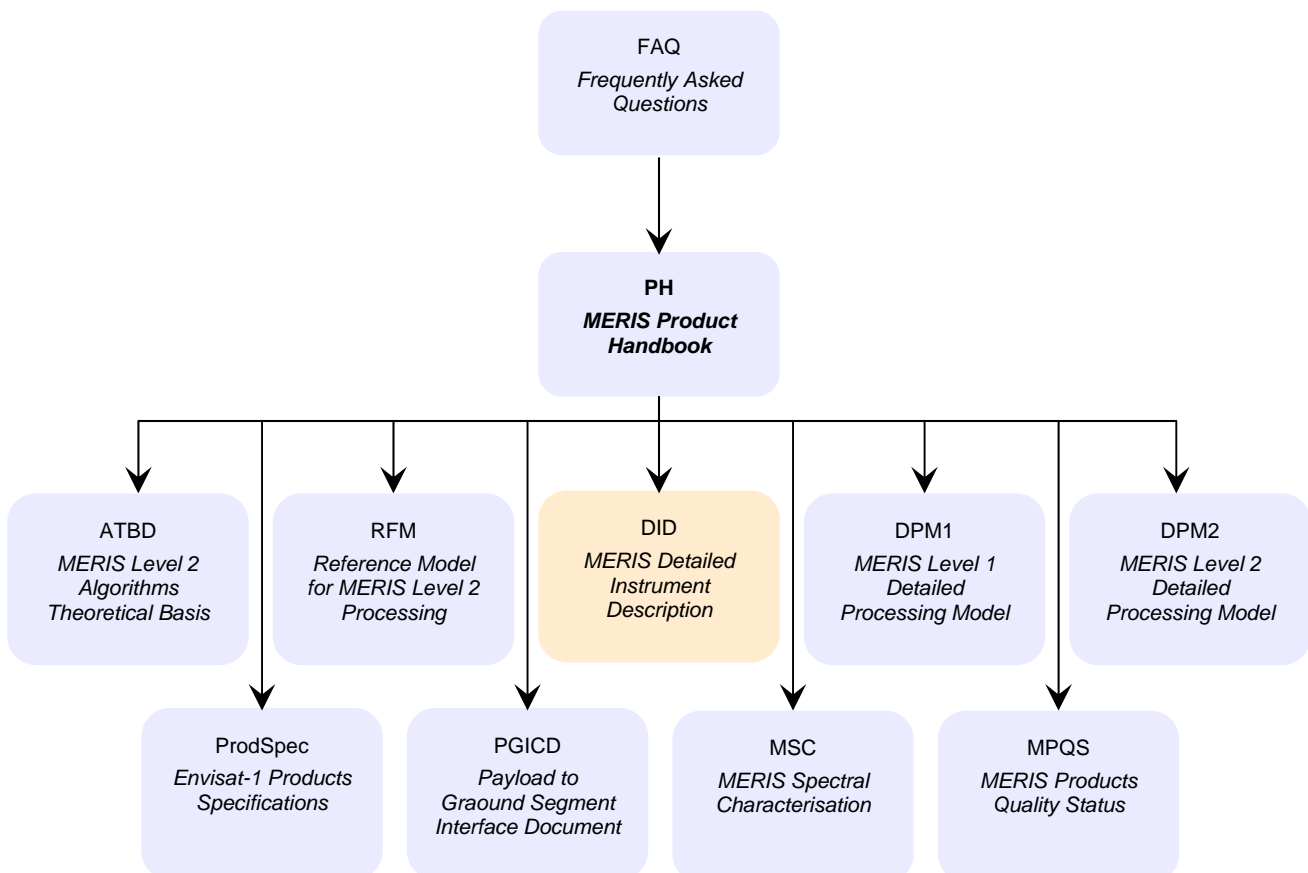 FAQ
Frequently Asked
Questions
PH
MERIS Product
Handbook
ATBD
MERIS Level 2
Algorithms
Theoretical Basis
RFM
Reference Model
for MERIS Level 2
Processing
DID
MERIS Detailed
Instrument
Description
DPM1
MERIS Level 1
Detailed
Processing Model
DPM2
MERIS Level 2
Detailed
Processing Model
ProdSpec
Envisat-1 Products
Specifications
PGICD
Payload to
Graound Segment
Interface Document
MSC
MERIS Spectral
Characterisation
MPQS
MERIS Products
Quality Status